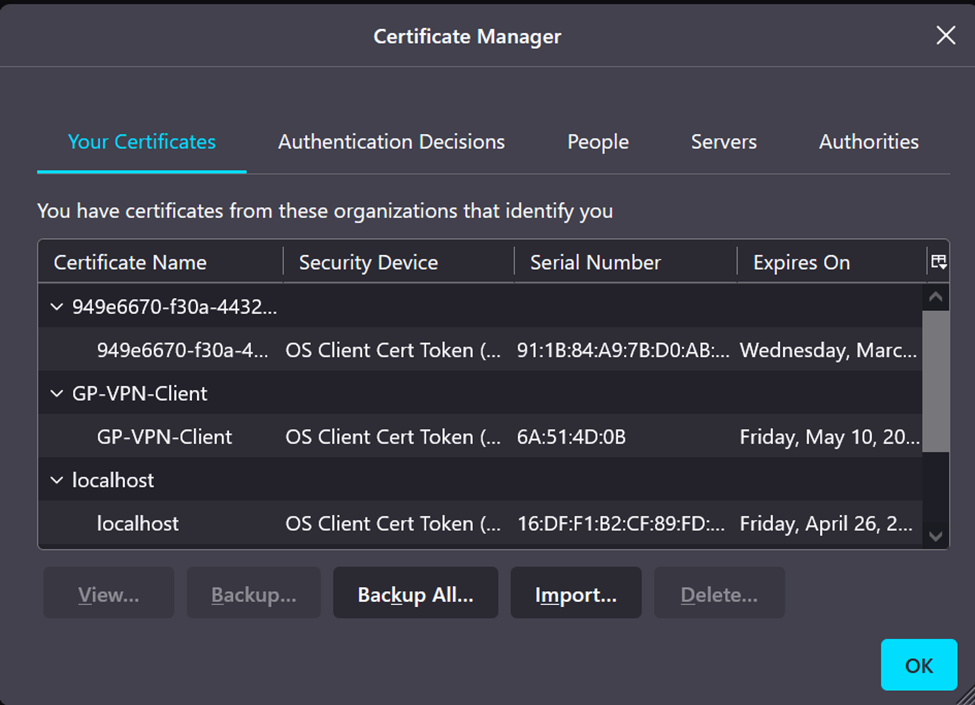 Certificate Manager
Your Certificates Authentication Decisions People Servers Authorities
You have certificates from these organizations that identify you
Certificate Name Security Device Serial Number Expires On
949e6670-f30a-4432...
949e6670-f30a-4... OS Client Cert Token (... 91:1B:84:A9:7B:D0:AB:... Wednesday, Marc...
GP-VPN-Client
GP-VPN-Client OS Client Cert Token (... 6A:51:4D:0B Friday, May 10, 20...
localhost
localhost OS Client Cert Token (... 16:DF:F1:B2:CF:89:FD:... Friday, April 26, 2...
View... Backup... Backup All... Import... Delete...
OK